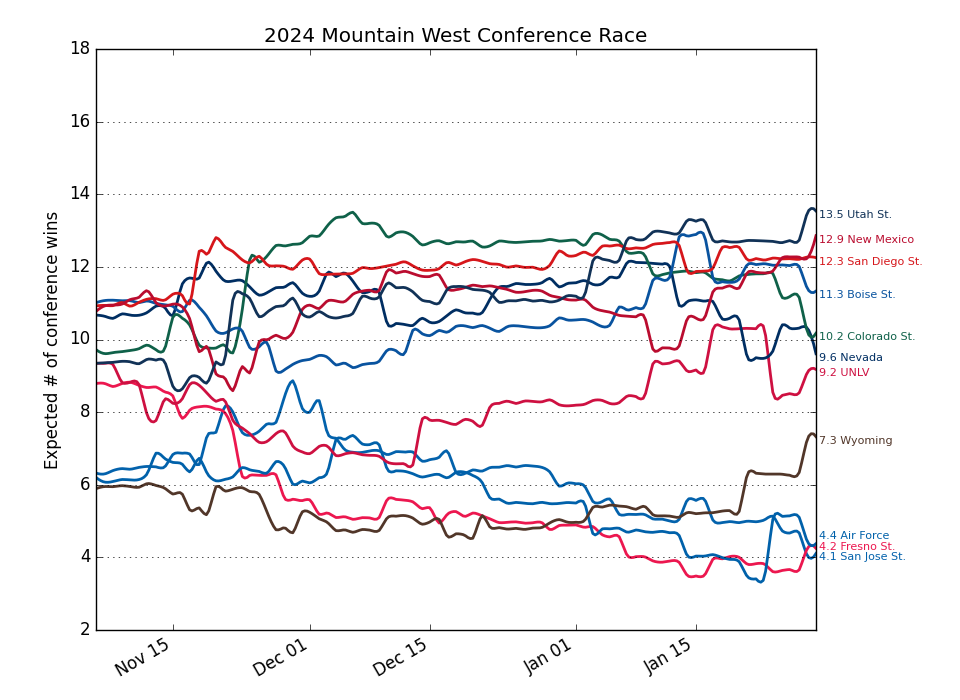 2024 Mountain West Conference Race
Expected # of conference wins
18
16
14
12
10
8
6
4
2
Nov 15
Dec 01
Dec 15
Jan 01
Jan 15
13.5 Utah St.
12.9 New Mexico
12.3 San Diego St.
11.3 Boise St.
10.2 Colorado St.
9.6 Nevada
9.2 UNLV
7.3 Wyoming
4.4 Air Force
4.2 Fresno St.
4.1 San Jose St.